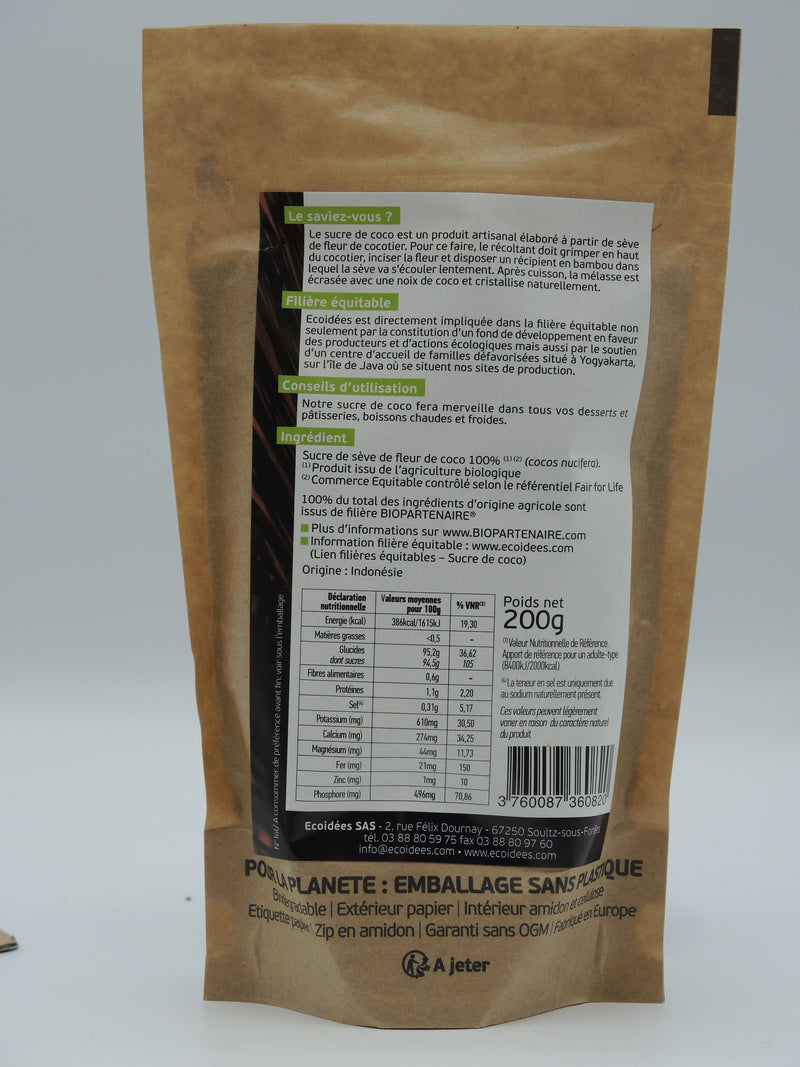 Le saviez-vous ?
Le sucre de coco est un produit artisanal élaboré à partir de sève
de fleur de cocotier. Pour ce faire, le récoltant doit grimper en haut
du cocotier, inciser la fleur et disposer un récipient en bambou dans
lequel la sève va s'écouler lentement. Après cuisson, la mélasse est
écrasée avec une noix de coco et cristallise naturellement.
Filière équitable
Ecoidées est directement impliquée dans la filière équitable non
seulement par la constitution d'un fond de développement en faveur
des producteurs et d'actions écologiques mais aussi par le soutien
d'un centre d'accueil de familles défavorisées situé à Yogyakarta,
sur l'île de Java où se situent nos sites de production.
Conseils d'utilisation
Notre sucre de coco fera merveille dans tous vos desserts et
pâtisseries, boissons chaudes et froides.
Ingrédient
Sucre de sève de fleur de coco 100% (1) (2) (cocos nucifera).
(1) Produit issu de l'agriculture biologique
(2) Commerce Equitable contrôlé selon le référentiel Fair for Life
100% du total des ingrédients d'origine agricole sont
issus de filière BIOPARTENAIRE®
Plus d'informations sur www.BIOPARTENAIRE.com
Information filière équitable : www.ecoidees.com
(Lien filières équitables – Sucre de coco)
Origine : Indonésie
Déclaration nutritionnelle Valeurs moyennes pour 100g % VNR(3)
Energie (kcal) 386kcal/1615kJ 19,30
Matières grasses <0,5 -
Glucides 95,2g 36,62
dont sucres 94,5g 105
Fibres alimentaires 0,6g -
Protéines 1,1g 2,20
Sel(4) 0,31g 5,17
Potassium (mg) 610mg 30,50
Calcium (mg) 274mg 34,25
Magnésium (mg) 44mg 11,73
Fer (mg) 21mg 150
Zinc (mg) 1mg 10
Phosphore (mg) 496mg 70,86
Poids net
200g
(3) Valeur Nutritionnelle de Référence.
Apport de référence pour un adulte-type
(8400kJ/2000kcal).
(4) La teneur en sel est uniquement due
au sodium naturellement présent.
Ces valeurs peuvent légèrement
varier en raison du caractère naturel
du produit.
3 760087 360820
N° lot/ A consommer de préférence avant fin: voir sous l'emballage
Ecoidées SAS - 2, rue Félix Dournay - 67250 Soultz-sous-Forêts
tél. 03 88 80 59 75 fax 03 88 80 97 60
info@ecoidees.com • www.ecoidees.com
POUR LA PLANETE : EMBALLAGE SANS PLASTIQUE
Biodégradable | Extérieur papier | Intérieur amidon et cellulose
Etiquette papier | Zip en amidon | Garanti sans OGM | Fabriqué en Europe
A jeter